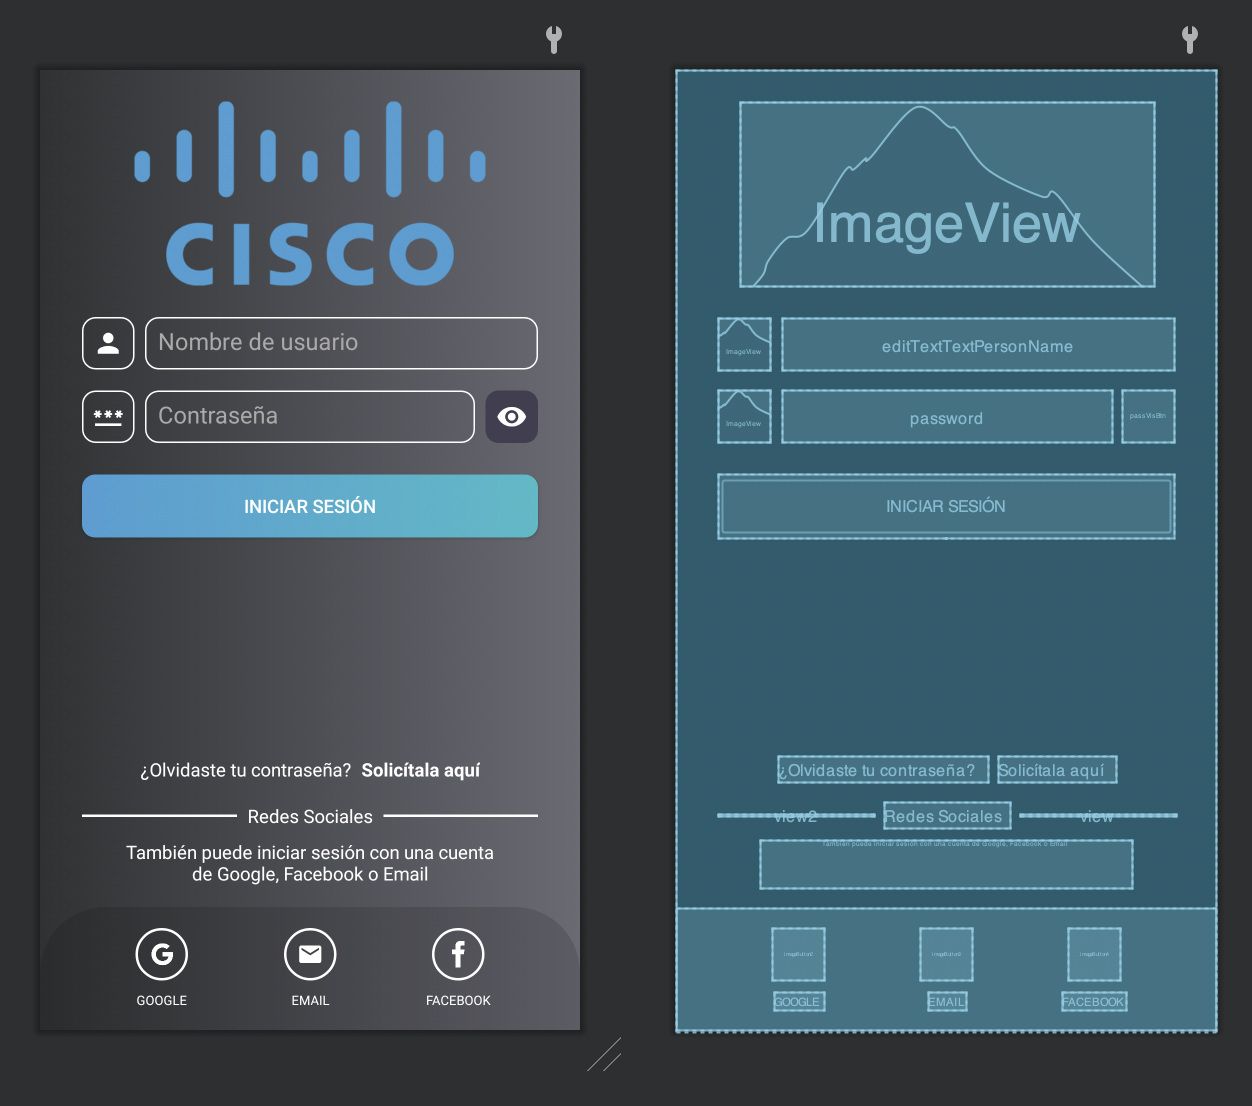 CISCO
Nombre de usuario
***
Contraseña
INICIAR SESIÓN
¿Olvidaste tu contraseña? Solicítala aquí
Redes Sociales
También puede iniciar sesión con una cuenta
de Google, Facebook o Email
G
f
GOOGLE
EMAIL
FACEBOOK
ImageView
ImageView
editTextTextPersonName
ImageView
password
passVisBtn
INICIAR SESIÓN
¿Olvidaste tu contraseña? Solicítala aquí
view2 Redes Sociales view
También puede iniciar sesión con una cuenta de Google, Facebook o Email
GOOGLE
EMAIL
FACEBOOK